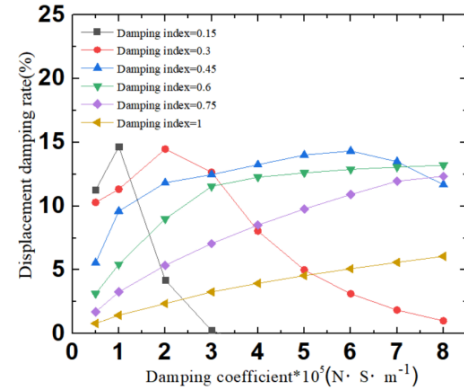 25
20
15
10
5
0
Displacement damping rate(%)
Damping index=0.15
Damping index=0.3
Damping index=0.45
Damping index=0.6
Damping index=0.75
Damping index=1
0 1 2 3 4 5 6 7 8
Damping coefficient*10⁵(N· S· m⁻¹)